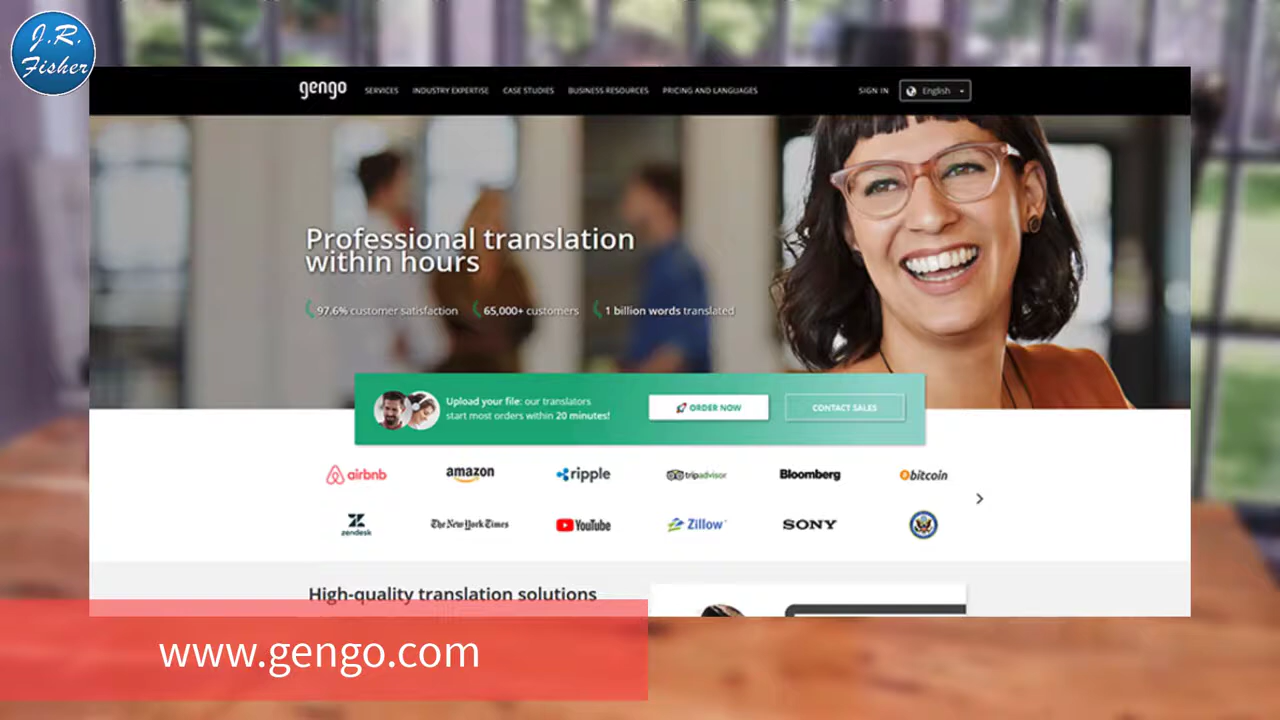 J.R.
Fisher
gengo
SERVICES
INDUSTRY EXPERTISE
CASE STUDIES
BUSINESS RESOURCES
PRICING AND LANGUAGES
SIGN IN
English
Professional translation
within hours
97.6% customer satisfaction
65,000+ customers
1 billion words translated
Upload your file: our translators
start most orders within 20 minutes!
ORDER NOW
CONTACT SALES
airbnb
amazon
ripple
tripadvisor
Bloomberg
bitcoin
zendesk
The New York Times
YouTube
Zillow
SONY
High-quality translation solutions
www.gengo.com